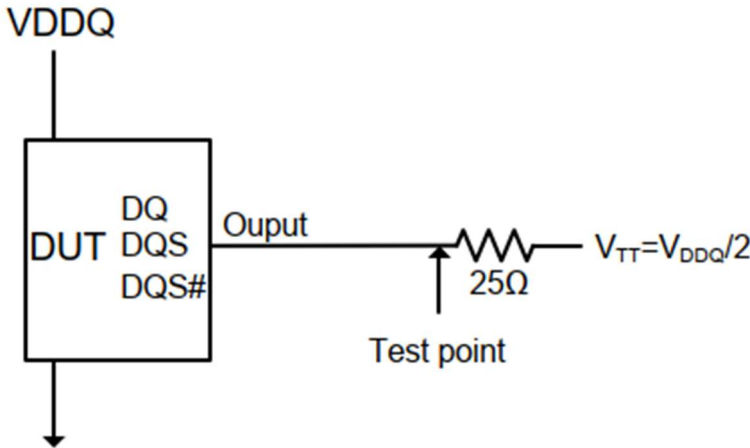 VDDQ
DQ
DUT DQS
DQS#
Ouput
25Ω
VTT=VDDQ/2
Test point